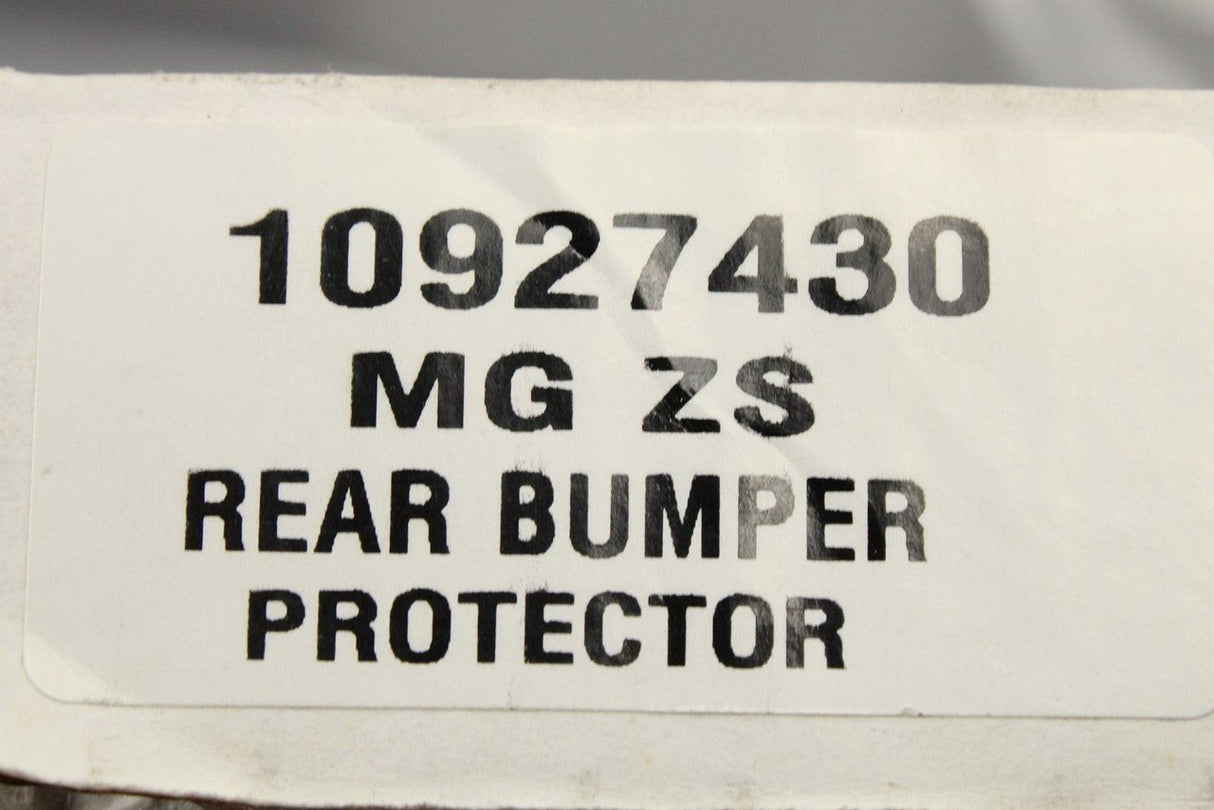 10927430
MG ZS
REAR BUMPER
PROTECTOR